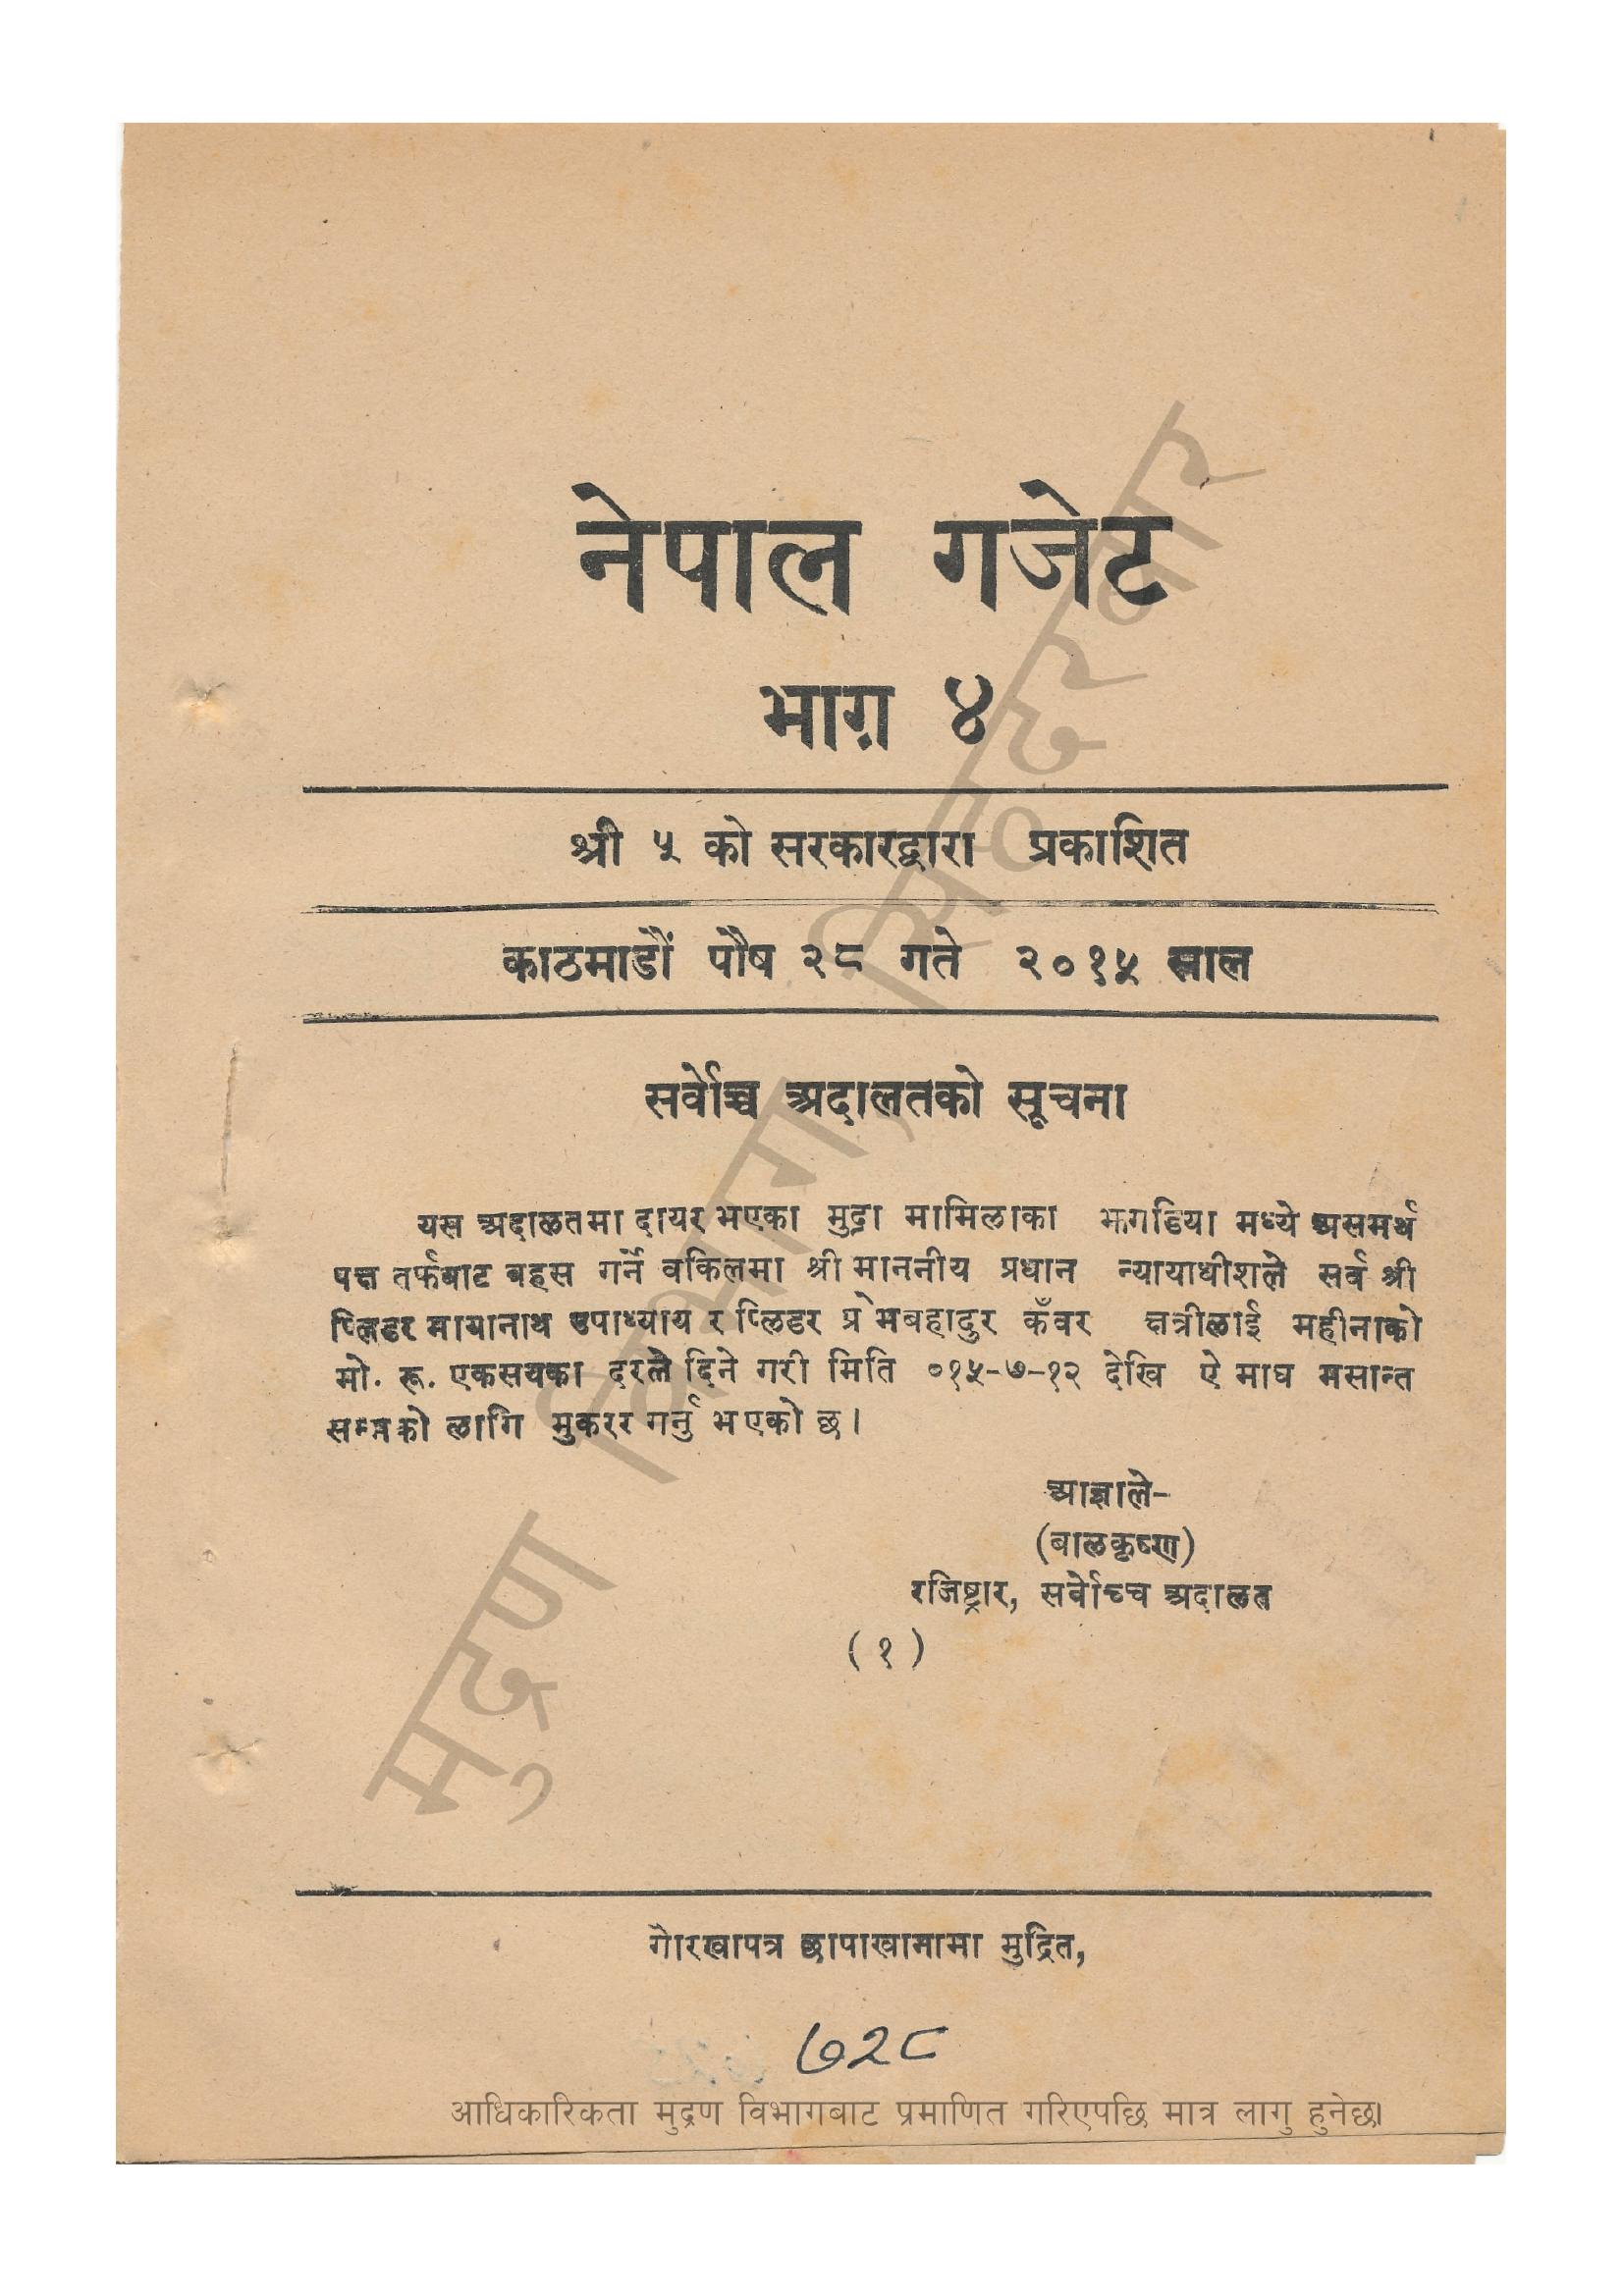 नेपाल गजेट
भाग ४
श्री ५ को सरकारद्वारा प्रकाशित
काठमाडौं पौष २८ गते २०१५ साल
सर्वोच्च अदालतको सूचना
यस अदालतमा दायर भएका मुद्दा मामिलाका झगडिया मध्ये असमर्थ
पक्ष तर्फबाट बहस गर्ने वकिलमा श्री माननीय प्रधान न्यायाधीशले सर्व श्री
प्लिडर मायानाथ उपाध्याय र प्लिडर प्रेमबहादुर कँवर क्षत्रीलाई महीनाको
मो. रू. एकसयका दरले दिने गरी मिति ०१५-७-१२ देखि ऐ माघ मसान्त
सम्मको लागि मुकरर गर्नु भएको छ।
आज्ञाले-
(बालकृष्ण)
रजिष्ट्रार, सर्वोच्च अदालत
(१)
गोरखापत्र छापाखानामा मुद्रित,
७२८
आधिकारिकता मुद्रण विभागबाट प्रमाणित गरिएपछि मात्र लागु हुनेछ।
मुद्रण विभाग, सिंहदरबार